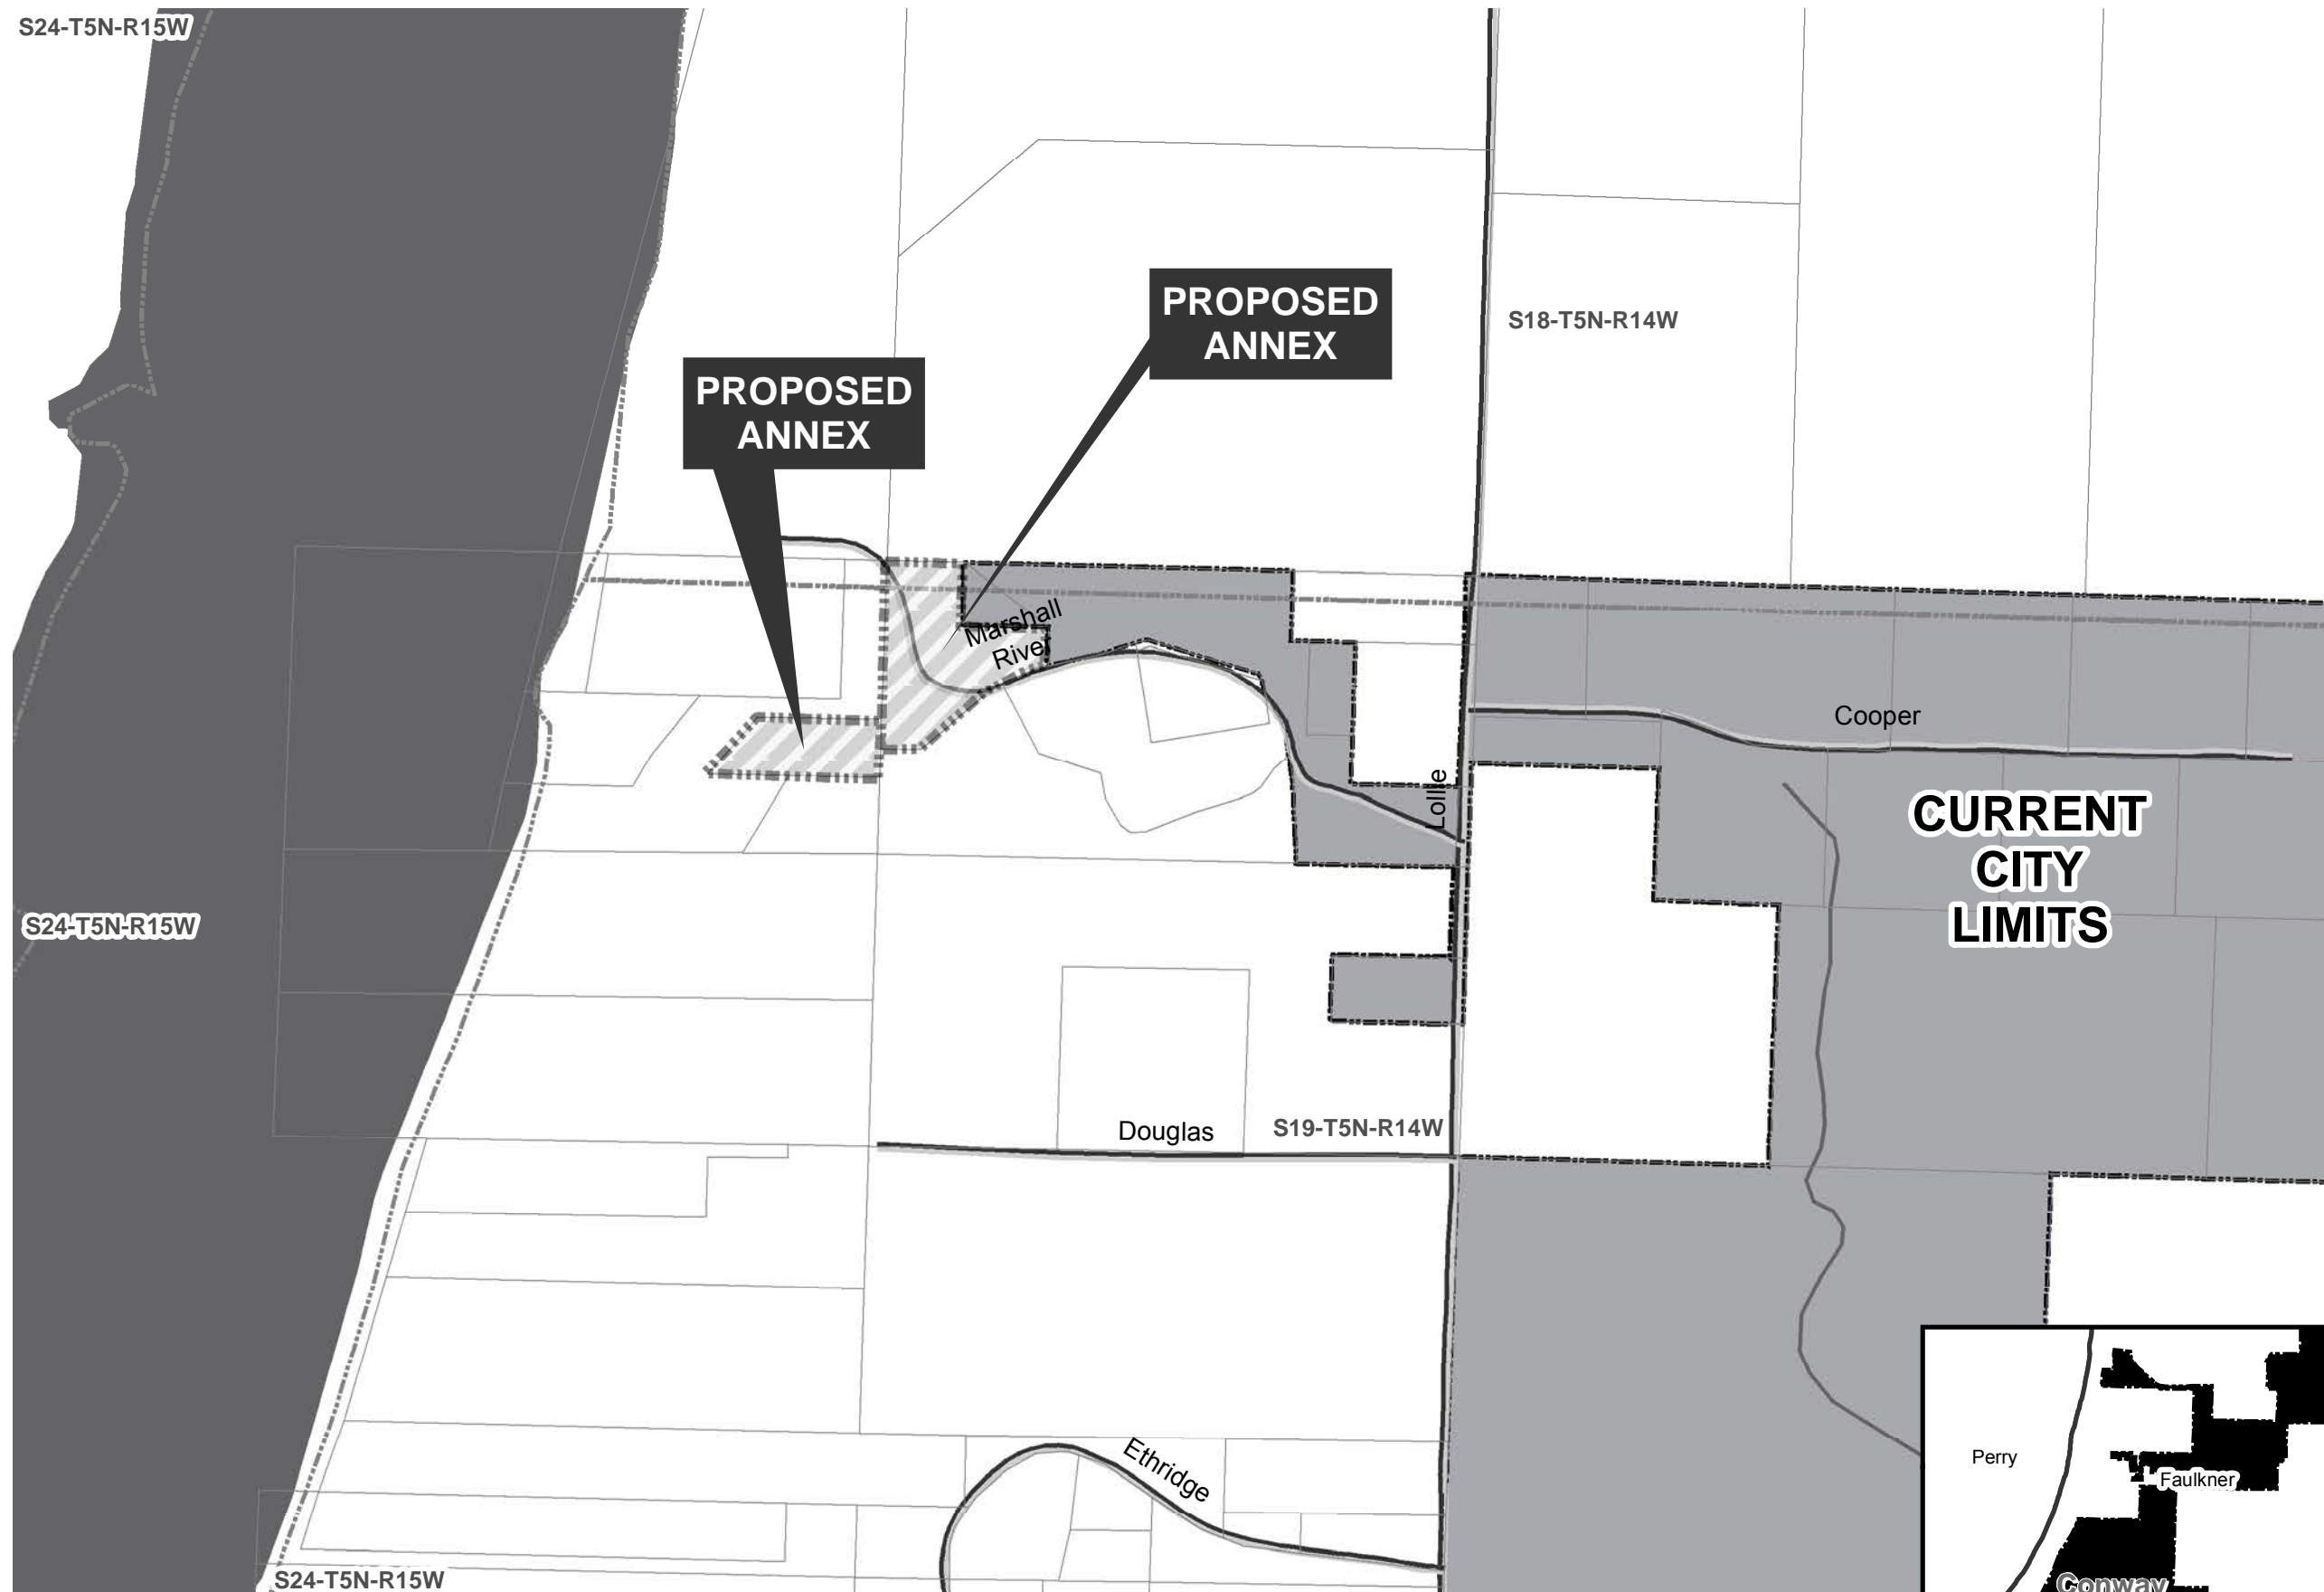 S24-T5N-R15W
PROPOSED
ANNEX
S18-T5N-R14W
PROPOSED
ANNEX
Marshall
River
Cooper
Lollie
CURRENT
CITY
LIMITS
S24-T5N-R15W
Douglas
S19-T5N-R14W
Ethridge
Perry
Faulkner
S24-T5N-R15W
Conway